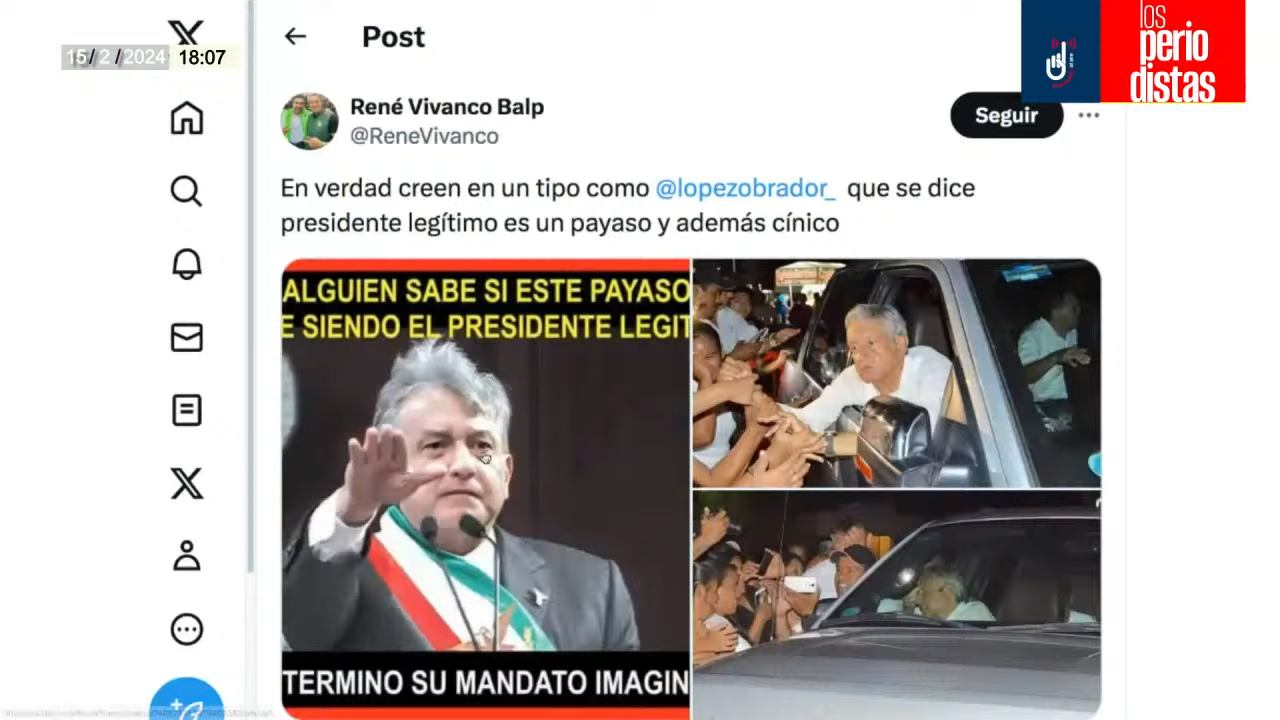 15/ 2 /2024 18:07
Post
los
perio
distas
René Vivanco Balp
@ReneVivanco
Seguir
En verdad creen en un tipo como @lopezobrador_ que se dice
presidente legítimo es un payaso y además cínico
ALGUIEN SABE SI ESTE PAYASO
E SIENDO EL PRESIDENTE LEGIT
TERMINO SU MANDATO IMAGIN